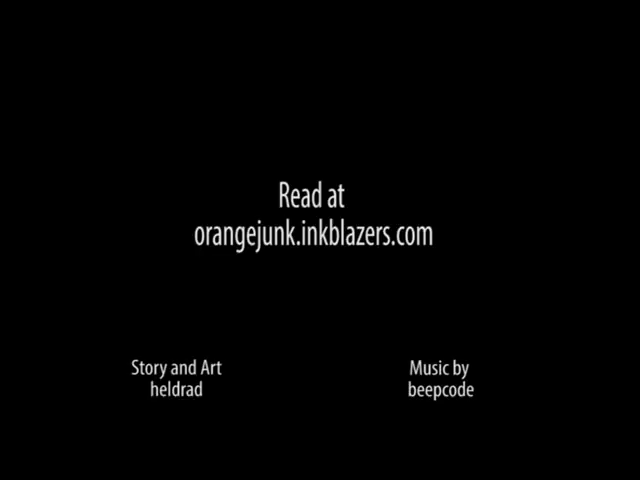 Read at
orangejunk.inkblazers.com
Story and Art
heldrad
Music by
beepcode